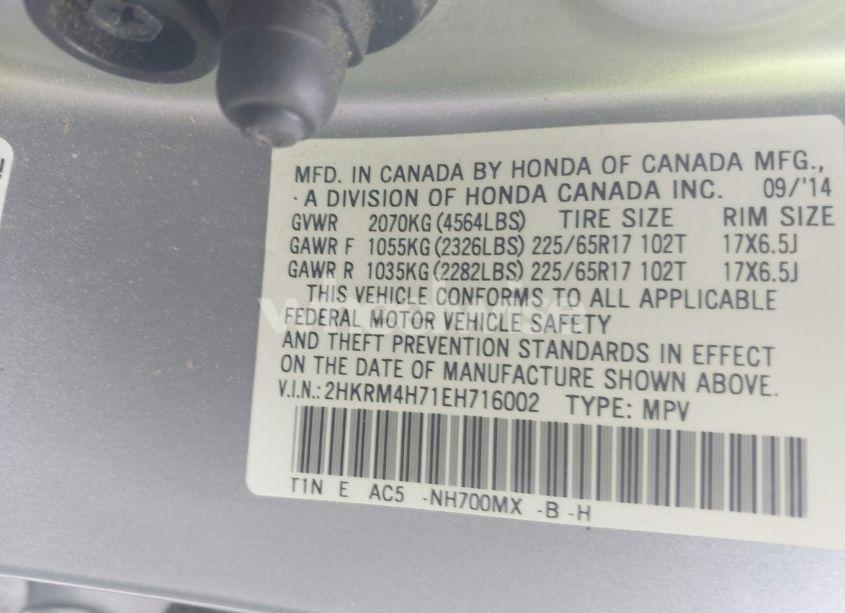 MFD. IN CANADA BY HONDA OF CANADA MFG.,
A DIVISION OF HONDA CANADA INC. 09/'14
GVWR 2070KG (4564LBS) TIRE SIZE RIM SIZE
GAWR F 1055KG (2326LBS) 225/65R17 102T 17X6.5J
GAWR R 1035KG (2282LBS) 225/65R17 102T 17X6.5J
THIS VEHICLE CONFORMS TO ALL APPLICABLE
FEDERAL MOTOR VEHICLE SAFETY
AND THEFT PREVENTION STANDARDS IN EFFECT
ON THE DATE OF MANUFACTURE SHOWN ABOVE.
V.I.N.: 2HKRM4H71EH716002 TYPE: MPV
T1N E AC5 -NH700MX -B -H